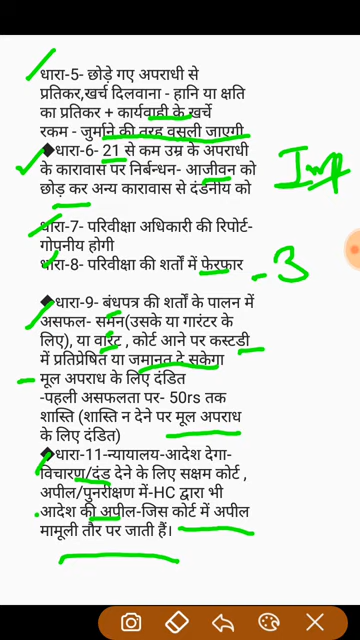 धारा-5- छोड़े गए अपराधी से
प्रतिकर,खर्च दिलवाना - हानि या क्षति
का प्रतिकर + कार्यवाही के खर्चे
रकम - जुर्माने की तरह वसूली जाएगी
◆धारा-6- 21 से कम उम्र के अपराधी
के कारावास पर निर्बन्धन- आजीवन को
छोड़ कर अन्य कारावास से दंडनीय को
Imp
धारा-7- परिवीक्षा अधिकारी की रिपोर्ट-
गोपनीय होगी
धारा-8- परिवीक्षा की शर्तों में फेरफार
- 3
◆धारा-9- बंधपत्र की शर्तों के पालन में
असफल- समन(उसके या गारंटर के
लिए), या वारंट , कोर्ट आने पर कस्टडी
में प्रतिप्रेषित या जमानत दे सकेगा
मूल अपराध के लिए दंडित
-पहली असफलता पर- 50rs तक
शास्ति (शास्ति न देने पर मूल अपराध
के लिए दंडित)
◆धारा-11-न्यायालय-आदेश देगा-
विचारण/दंड देने के लिए सक्षम कोर्ट ,
अपील/पुनरीक्षण में-HC द्वारा भी
आदेश की अपील-जिस कोर्ट में अपील
मामूली तौर पर जाती हैं।